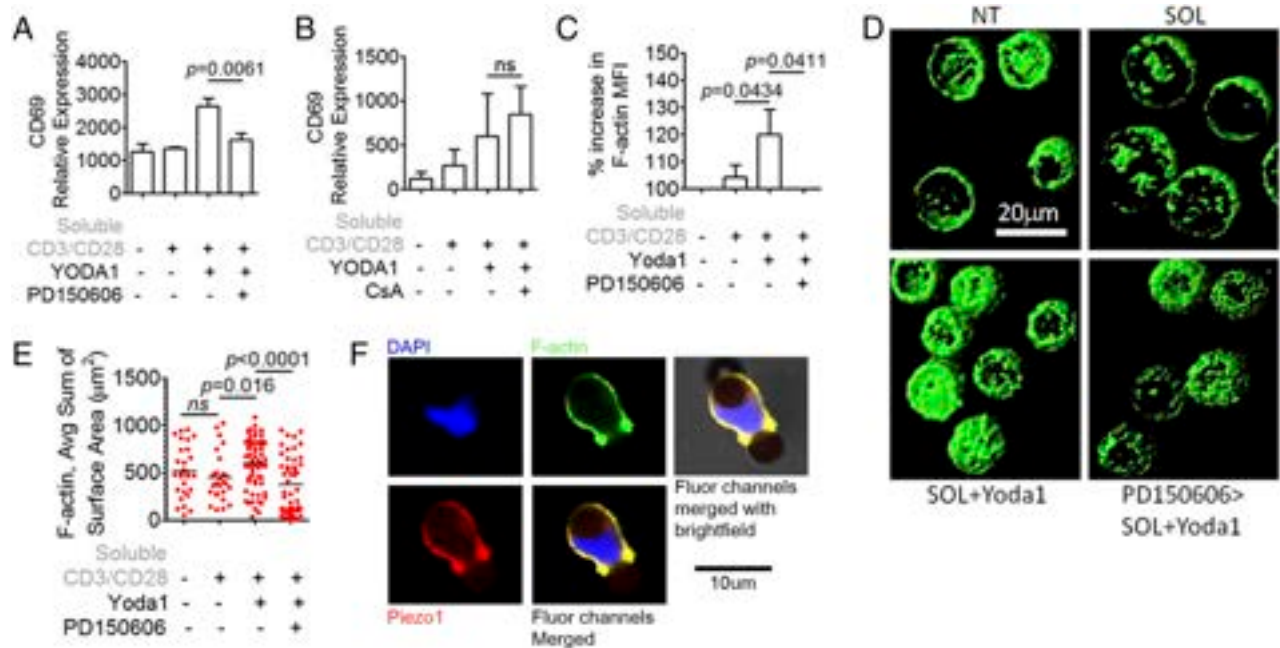 A
CD69
Relative Expression
4000
3000
2000
1000
0
p=0.0061
Soluble
CD3/CD28 - + + +
YODA1 - - + +
PD150606 - - - +
B
CD69
Relative Expression
1500
1000
500
0
ns
Soluble
CD3/CD28 - + + +
YODA1 - - + +
CsA - - - +
C
% increase in
F-actin MFI
150
140
130
120
110
100
p=0.0411
p=0.0434
Soluble
CD3/CD28 - + + +
Yoda1 - - + +
PD150606 - - - +
D
NT SOL
20µm
SOL+Yoda1 PD150606>
SOL+Yoda1
E
F-actin, Avg Sum of
Surface Area (µm²)
1500
1000
500
0
p<0.0001
p=0.016
ns
Soluble
CD3/CD28 - + + +
Yoda1 - - + +
PD150606 - - - +
F
DAPI F-actin
Fluor channels
merged with
brightfield
10um
Piezo1 Fluor channels
Merged